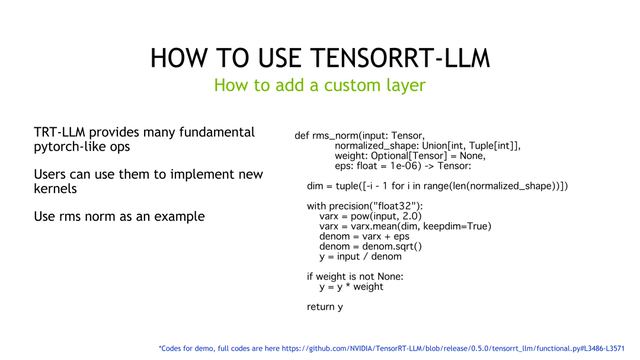 HOW TO USE TENSORRT-LLM
How to add a custom layer
TRT-LLM provides many fundamental
pytorch-like ops
Users can use them to implement new
kernels
Use rms norm as an example
def rms_norm(input: Tensor,
normalized_shape: Union[int, Tuple[int]],
weight: Optional[Tensor] = None,
eps: float = 1e-06) -> Tensor:
dim = tuple([-i - 1 for i in range(len(normalized_shape))])
with precision("float32"):
varx = pow(input, 2.0)
varx = varx.mean(dim, keepdim=True)
denom = varx + eps
denom = denom.sqrt()
y = input / denom
if weight is not None:
y = y * weight
return y
*Codes for demo, full codes are here https://github.com/NVIDIA/TensorRT-LLM/blob/release/0.5.0/tensorrt_llm/functional.py#L3486-L3571